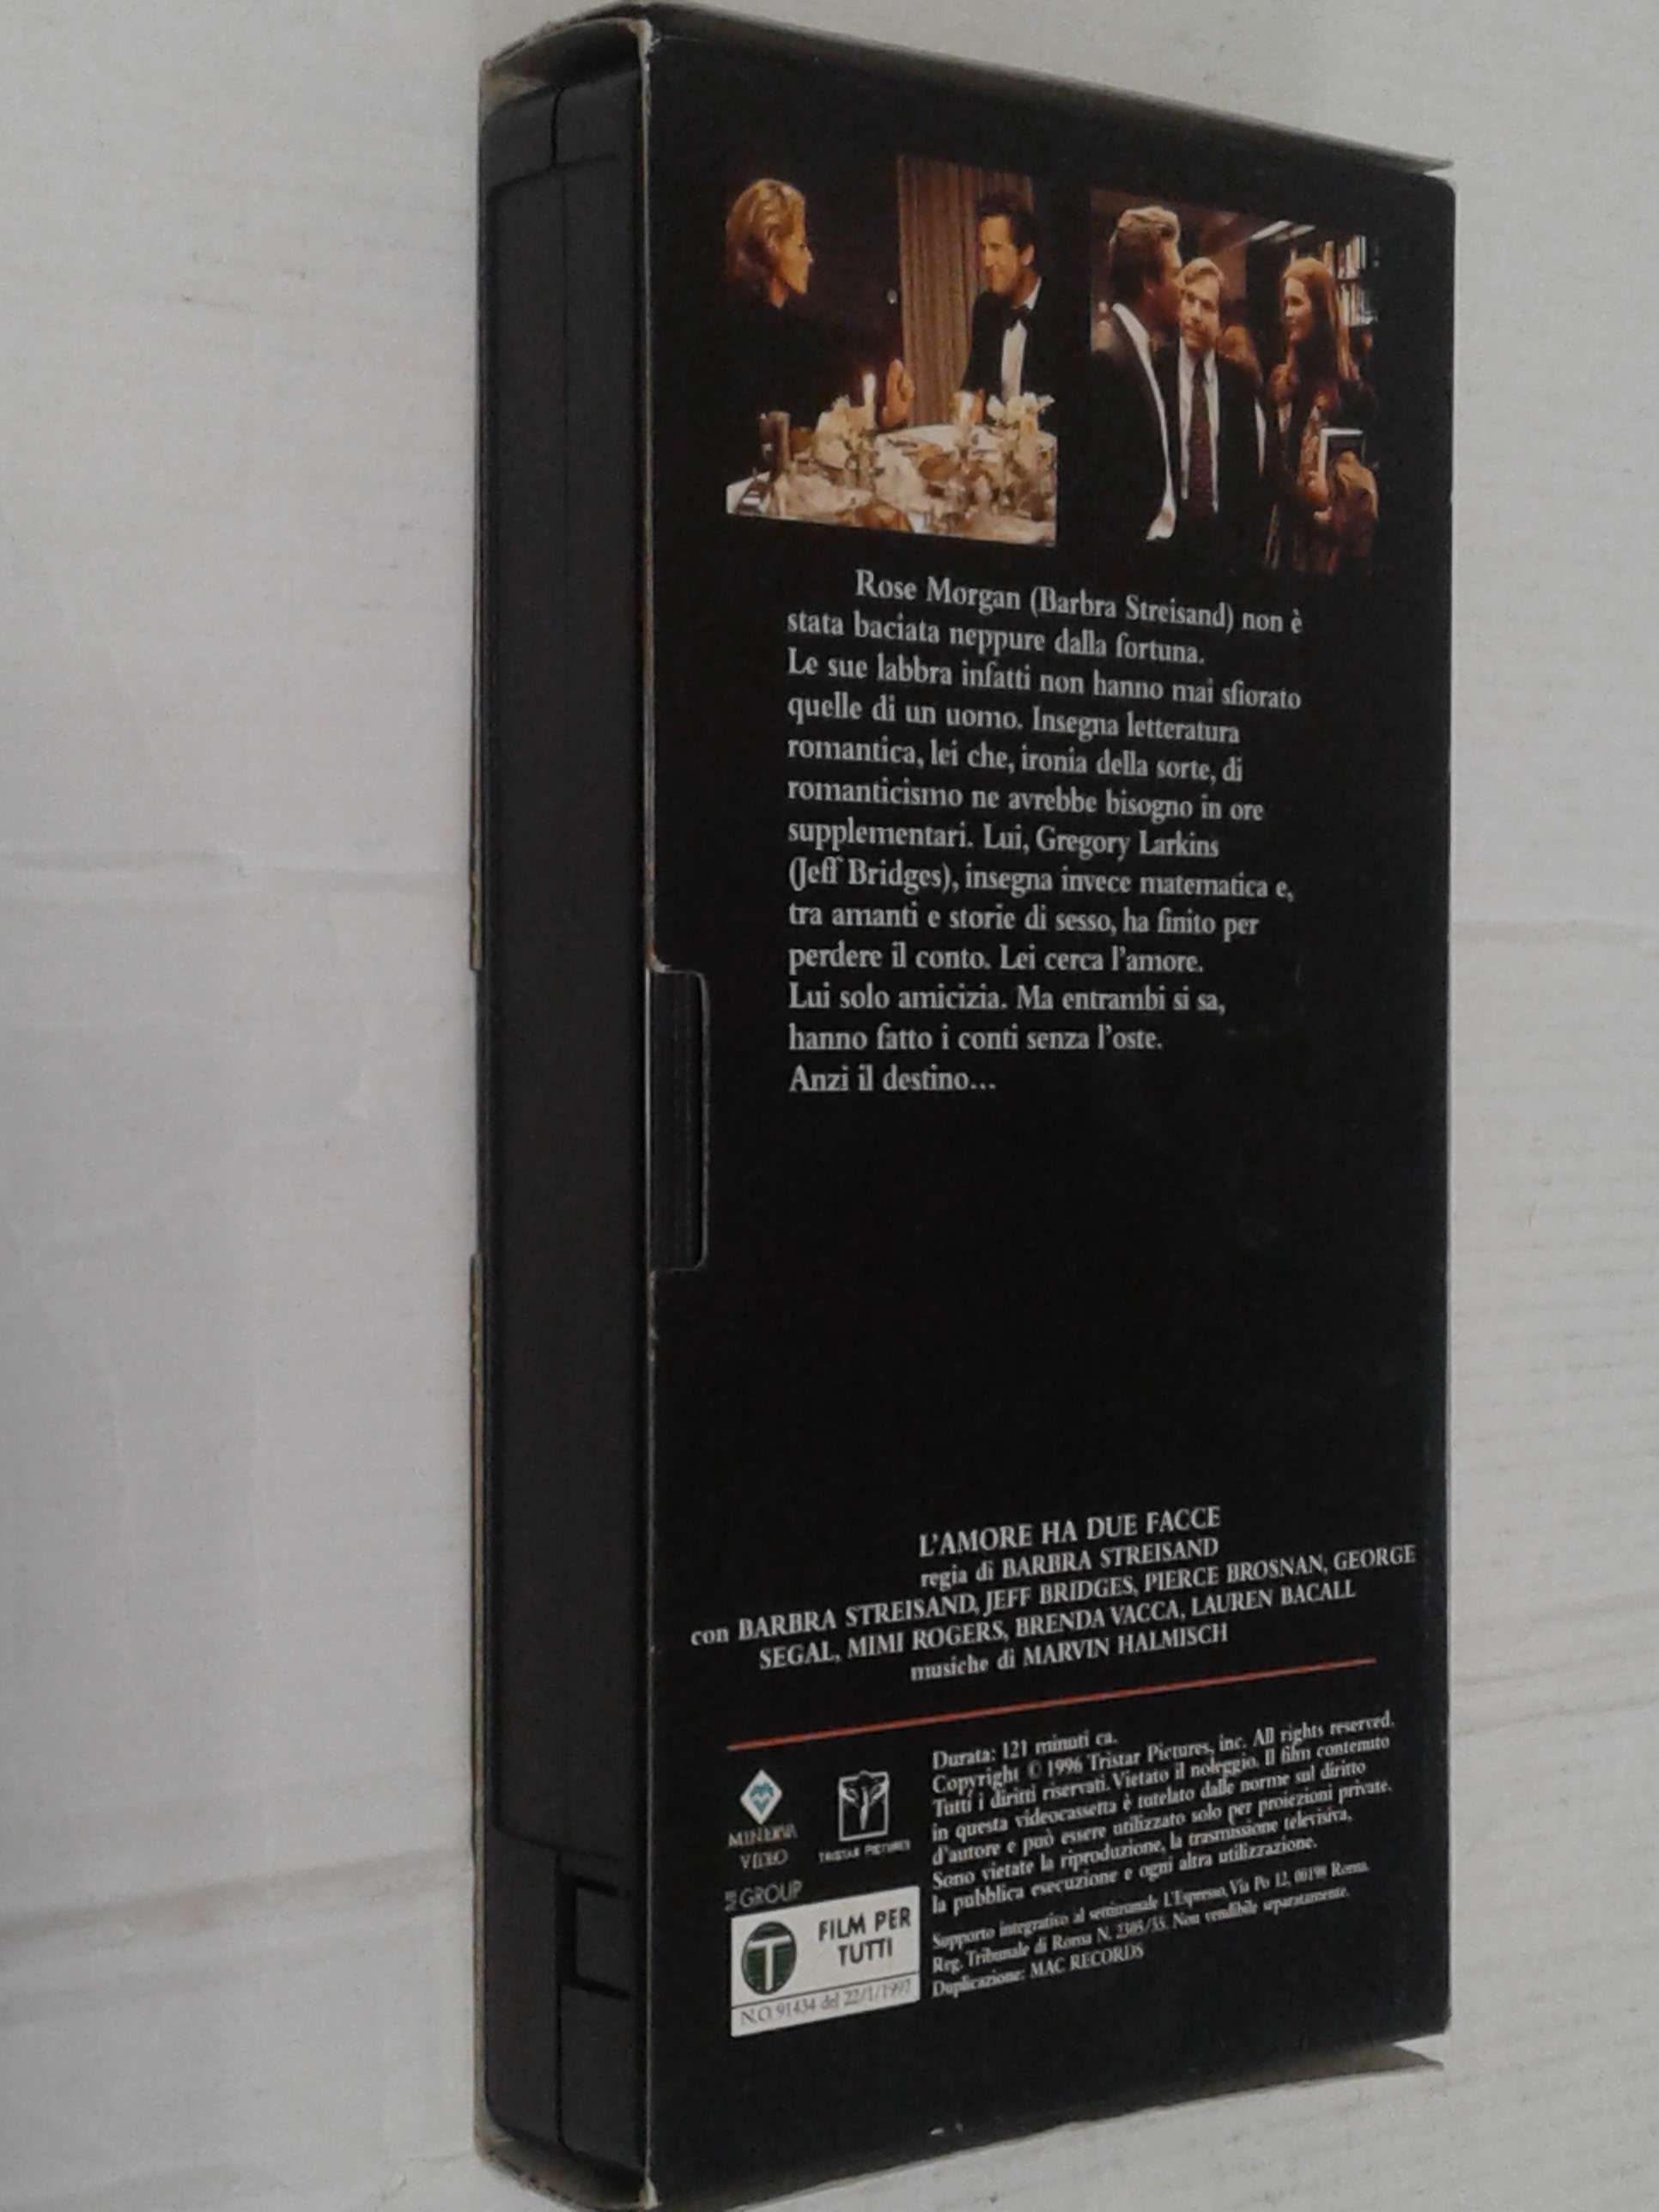 Rose Morgan (Barbra Streisand) non è
stata baciata neppure dalla fortuna.
Le sue labbra infatti non hanno mai sfiorato
quelle di un uomo. Insegna letteratura
romantica, lei che, ironia della sorte, di
romanticismo ne avrebbe bisogno in ore
supplementari. Lui, Gregory Larkins
(Jeff Bridges), insegna invece matematica e,
tra amanti e storie di sesso, ha finito per
perdere il conto. Lei cerca l'amore.
Lui solo amicizia. Ma entrambi si sa,
hanno fatto i conti senza l'oste.
Anzi il destino...
L'AMORE HA DUE FACCE
regia di BARBRA STREISAND
con BARBRA STREISAND, JEFF BRIDGES, PIERCE BROSNAN, GEORGE
SEGAL, MIMI ROGERS, BRENDA VACCA, LAUREN BACALL
musiche di MARVIN HALMISCH
Durata: 121 minuti ca.
Copyright © 1996 Tristar Pictures, inc. All rights reserved.
Tutti i diritti riservati. Vietato il noleggio. Il film contenuto
in questa videocassetta è tutelato dalle norme sul diritto
d'autore e può essere utilizzato solo per proiezioni private.
Sono vietate la riproduzione, la trasmissione televisiva,
la pubblica esecuzione e ogni altra utilizzazione.
Supporto integrativo al settimanale L'Espresso, Via Po 12, 00198 Roma.
Reg. Tribunale di Roma N. 2305/55. Non vendibile separatamente.
Duplicazione: MAC RECORDS
MINERVA
VIDEO
TRISTAR PICTURES
GROUP
T
FILM PER
TUTTI
N.O. 91434 del 22/1/1997